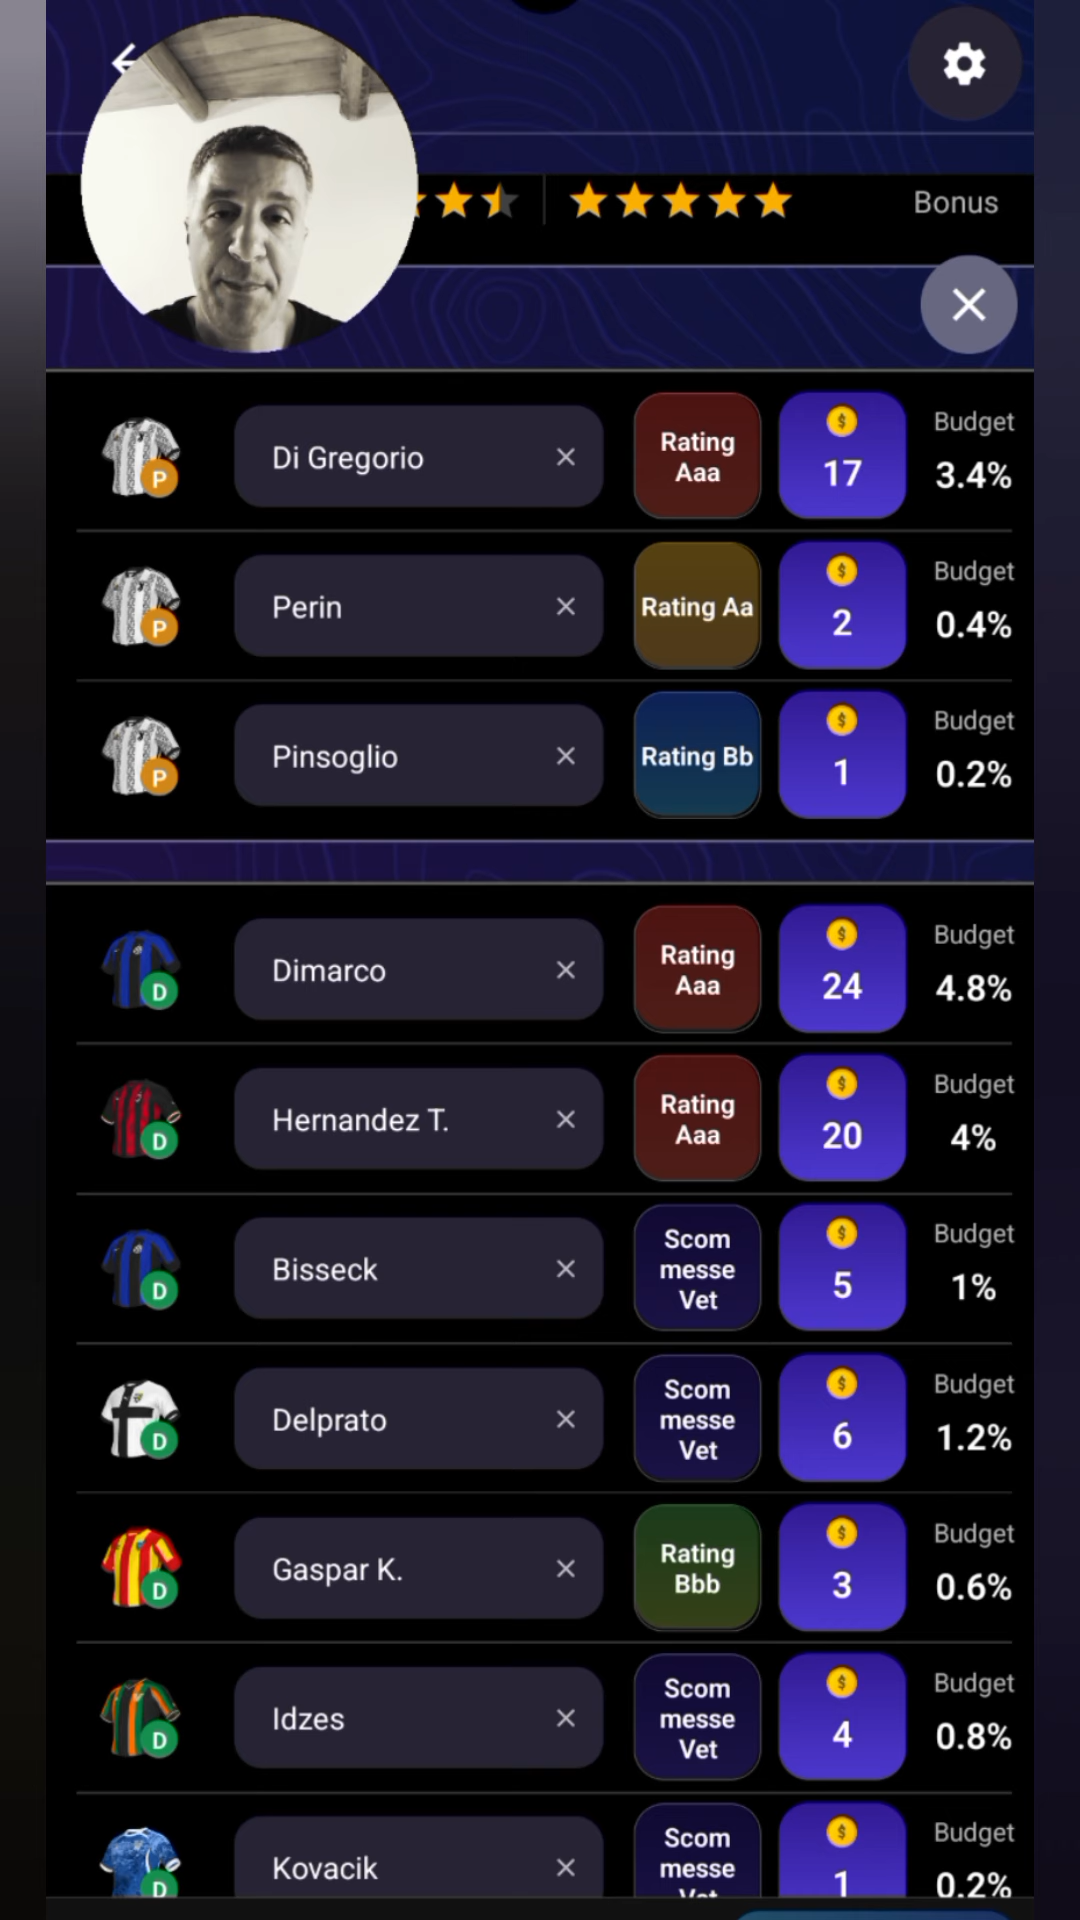 Bonus
Di Gregorio
Rating
Aaa
17
Budget
3.4%
P
Perin
Rating Aa
2
Budget
0.4%
P
Pinsoglio
Rating Bb
1
Budget
0.2%
P
Dimarco
Rating
Aaa
24
Budget
4.8%
D
Hernandez T.
Rating
Aaa
20
Budget
4%
D
Bisseck
Scom
messe
Vet
5
Budget
1%
D
Delprato
Scom
messe
Vet
6
Budget
1.2%
D
Gaspar K.
Rating
Bbb
3
Budget
0.6%
D
Idzes
Scom
messe
Vet
4
Budget
0.8%
D
Kovacik
Scom
messe
Vet
1
Budget
0.2%
D